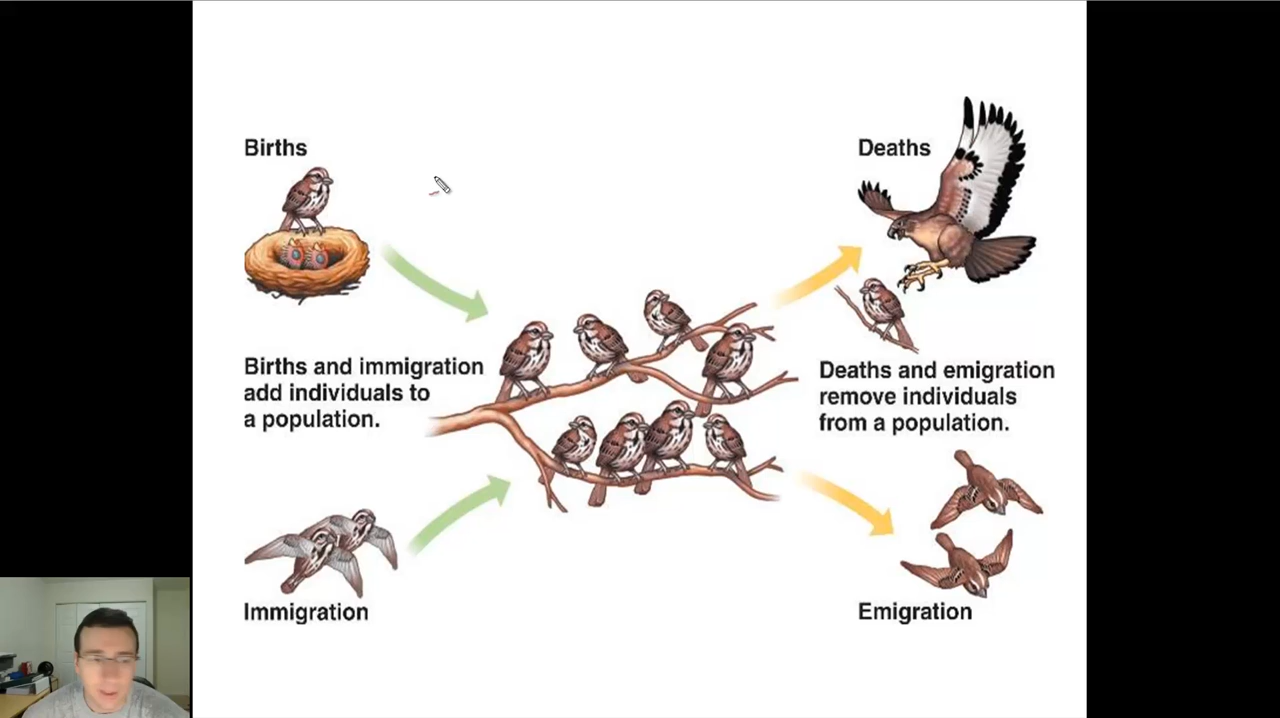 Births
Deaths
Births and immigration
add individuals to
a population.
Deaths and emigration
remove individuals
from a population.
Immigration
Emigration